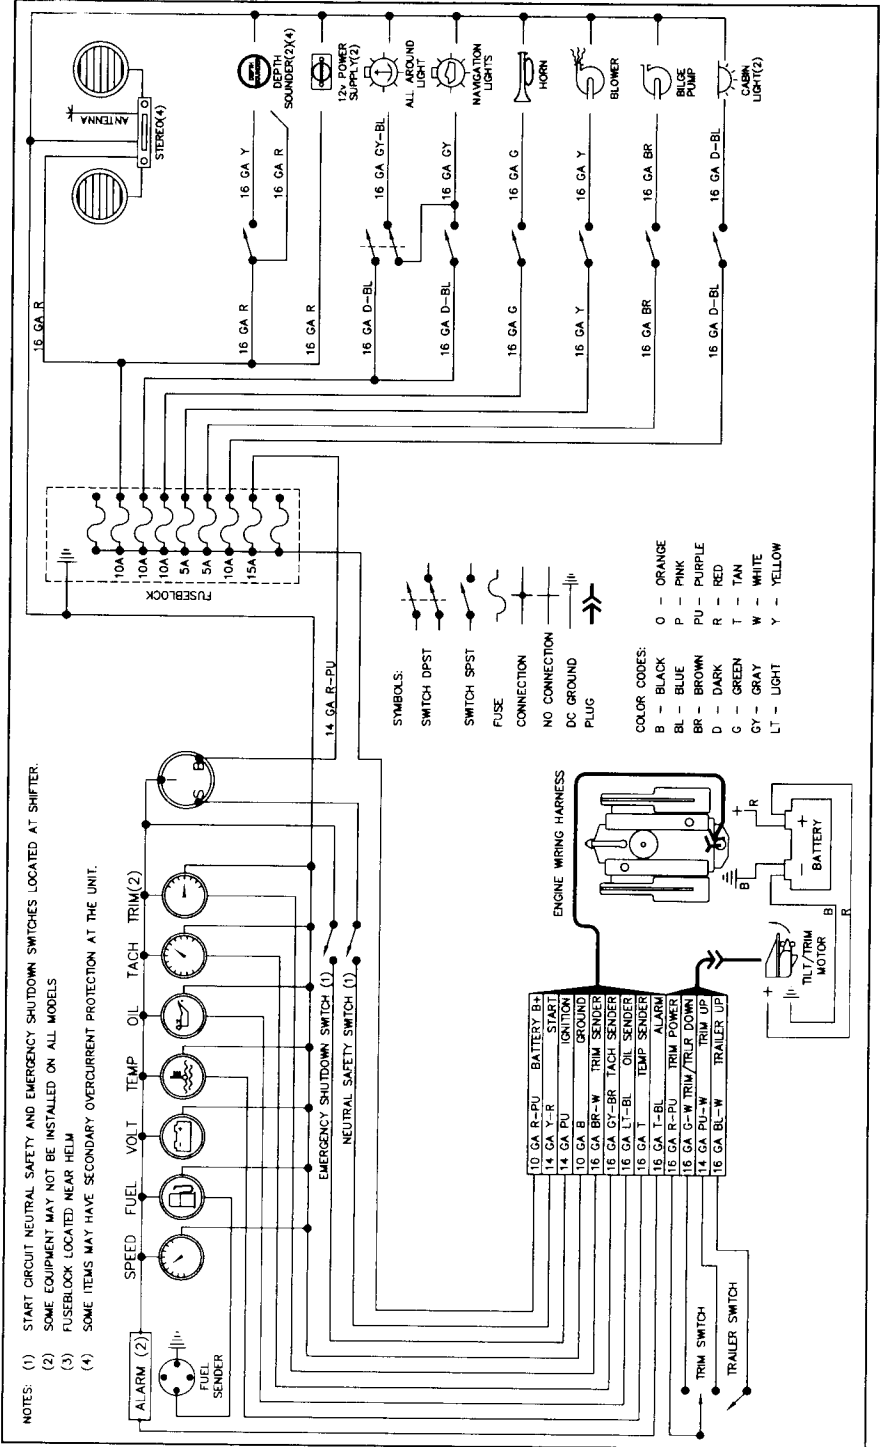 NOTES: (1) START CIRCUIT NEUTRAL SAFETY AND EMERGENCY SHUTDOWN SWITCHES LOCATED AT SHIFTER.
(2) SOME EQUIPMENT MAY NOT BE INSTALLED ON ALL MODELS
(3) FUSEBLOCK LOCATED NEAR HELM
(4) SOME ITEMS MAY HAVE SECONDARY OVERCURRENT PROTECTION AT THE UNIT.
ALARM (2)
FUEL
SENDER
SPEED
FUEL
VOLT
TEMP
OIL
TACH
TRIM(2)
I
S
B
14 GA R-PU
EMERGENCY SHUTDOWN SWITCH (1)
NEUTRAL SAFETY SWITCH (1)
FUSEBLOCK
10A
10A
10A
5A
5A
10A
15A
ANTENNA
STEREO(4)
16 GA R
DEPTH
SOUNDER
DEPTH
SOUNDER(2)(4)
16 GA Y
16 GA R
16 GA R
12v POWER
SUPPLY(2)
16 GA R
ALL AROUND
LIGHT
16 GA GY-BL
16 GA D-BL
NAVIGATION
LIGHTS
16 GA GY
16 GA D-BL
HORN
16 GA G
16 GA G
BLOWER
16 GA Y
16 GA Y
BILGE
PUMP
16 GA BR
16 GA BR
CABIN
LIGHT(2)
16 GA D-BL
16 GA D-BL
SYMBOLS:
SWITCH DPST
SWITCH SPST
FUSE
CONNECTION
NO CONNECTION
DC GROUND
PLUG
COLOR CODES:
B - BLACK O - ORANGE
BL - BLUE P - PINK
BR - BROWN PU - PURPLE
D - DARK R - RED
G - GREEN T - TAN
GY - GRAY W - WHITE
LT - LIGHT Y - YELLOW
ENGINE WIRING HARNESS
10 GA R-PU BATTERY B+
14 GA Y-R START
14 GA PU IGNITION
10 GA B GROUND
16 GA BR-W TRIM SENDER
16 GA GY-BR TACH SENDER
16 GA LT-BL OIL SENDER
16 GA T TEMP SENDER
16 GA T-BL ALARM
16 GA R-PU TRIM POWER
16 GA G-W TRIM/TRLR DOWN
14 GA PU-W TRIM UP
16 GA BL-W TRAILER UP
TRIM SWITCH
TRAILER SWITCH
TILT/TRIM
MOTOR
+
B
+
R
-
+
BATTERY
B
R